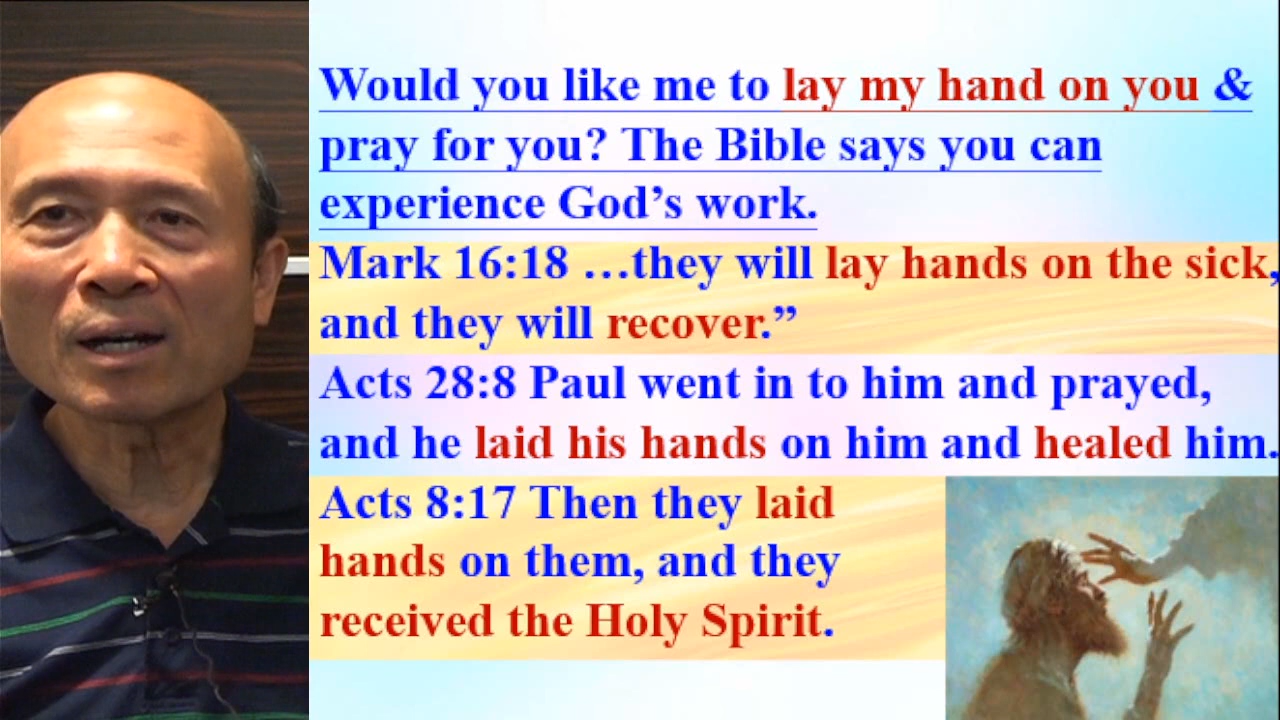 Would you like me to lay my hand on you &
pray for you? The Bible says you can
experience God’s work.
Mark 16:18 …they will lay hands on the sick,
and they will recover.”
Acts 28:8 Paul went in to him and prayed,
and he laid his hands on him and healed him.
Acts 8:17 Then they laid
hands on them, and they
received the Holy Spirit.